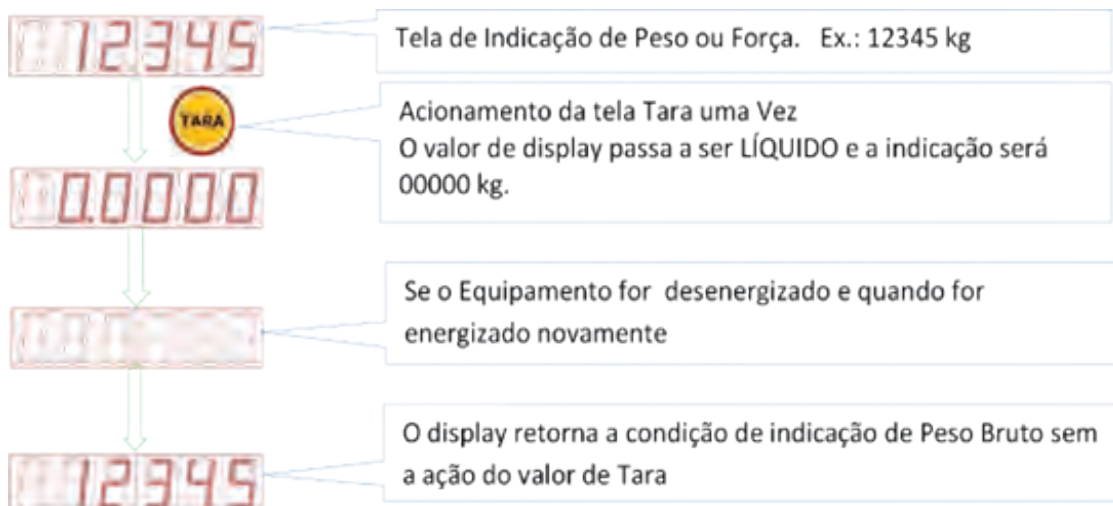 12345
Tela de Indicação de Peso ou Força. Ex.: 12345 kg
TARA
Acionamento da tela Tara uma Vez
O valor de display passa a ser LÍQUIDO e a indicação será
00000 kg.
0.0000
Se o Equipamento for desenergizado e quando for
energizado novamente
O display retorna a condição de indicação de Peso Bruto sem
a ação do valor de Tara
12345